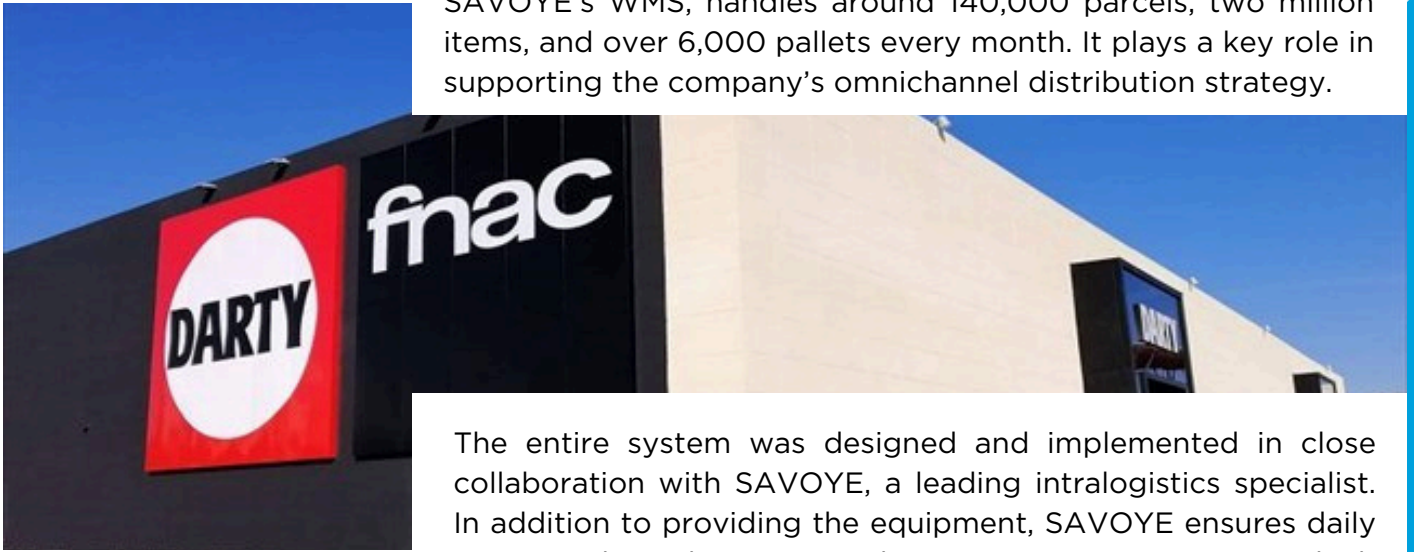 SAVOYE's WMS, handles around 140,000 parcels, two million
items, and over 6,000 pallets every month. It plays a key role in
supporting the company's omnichannel distribution strategy.
DARTY
fnac
DARTY
The entire system was designed and implemented in close
collaboration with SAVOYE, a leading intralogistics specialist.
In addition to providing the equipment, SAVOYE ensures daily